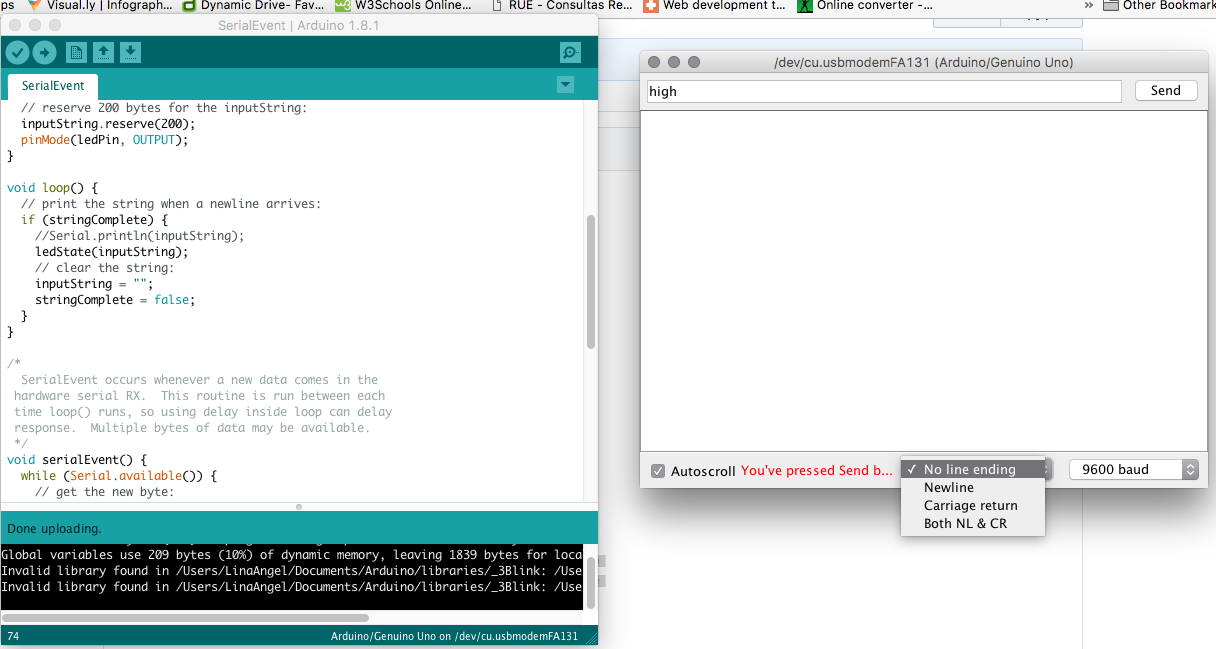 ps Visual.ly | Infograph... Dynamic Drive- Fav... W3Schools Online... RUE - Consultas Re... Web development t... Online converter -... » Other Bookmark
SerialEvent | Arduino 1.8.1
SerialEvent
// reserve 200 bytes for the inputString:
inputString.reserve(200);
pinMode(ledPin, OUTPUT);
}
void loop() {
// print the string when a newline arrives:
if (stringComplete) {
//Serial.println(inputString);
ledState(inputString);
// clear the string:
inputString = "";
stringComplete = false;
}
}
/*
SerialEvent occurs whenever a new data comes in the
hardware serial RX.  This routine is run between each
time loop() runs, so using delay inside loop can delay
response.  Multiple bytes of data may be available.
*/
void serialEvent() {
while (Serial.available()) {
// get the new byte:
Done uploading.
Global variables use 209 bytes (10%) of dynamic memory, leaving 1839 bytes for loca
Invalid library found in /Users/LinaAngel/Documents/Arduino/libraries/_3Blink: /Use
Invalid library found in /Users/LinaAngel/Documents/Arduino/libraries/_3Blink: /Use
74 Arduino/Genuino Uno on /dev/cu.usbmodemFA131
/dev/cu.usbmodemFA131 (Arduino/Genuino Uno)
high Send
Autoscroll You've pressed Send b... ✓ No line ending 9600 baud
Newline
Carriage return
Both NL & CR